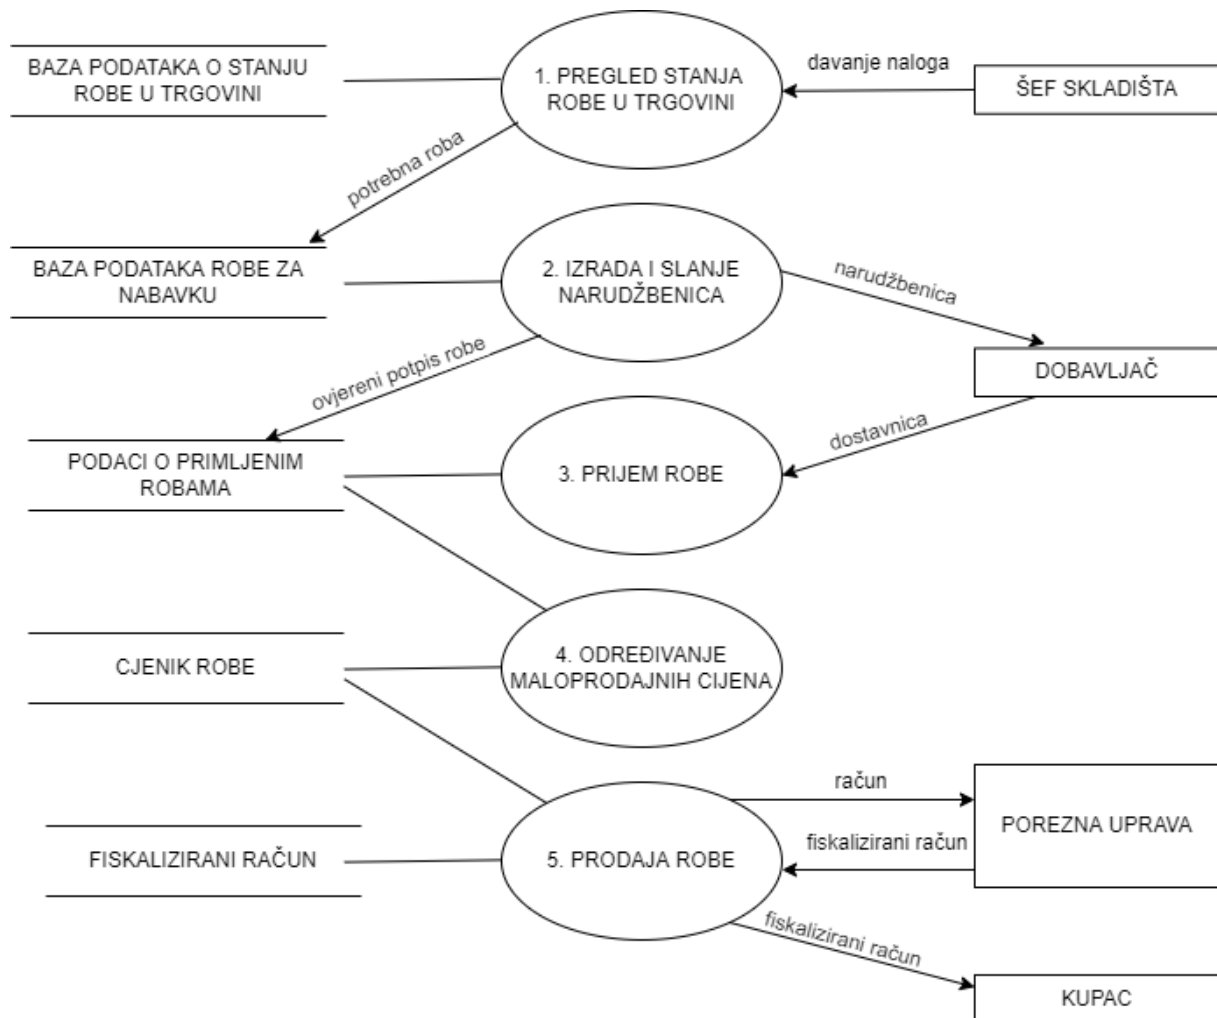 BAZA PODATAKA O STANJU
ROBE U TRGOVINI
1. PREGLED STANJA
ROBE U TRGOVINI
davanje naloga
ŠEF SKLADIŠTA
potrebna roba
BAZA PODATAKA ROBE ZA
NABAVKU
2. IZRADA I SLANJE
NARUDŽBENICA
narudžbenica
DOBAVLJAČ
ovjereni potpis robe
dostavnica
PODACI O PRIMLJENIM
ROBAMA
3. PRIJEM ROBE
CJENIK ROBE
4. ODREĐIVANJE
MALOPRODAJNIH CIJENA
račun
POREZNA UPRAVA
fiskalizirani račun
FISKALIZIRANI RAČUN
5. PRODAJA ROBE
fiskalizirani račun
KUPAC